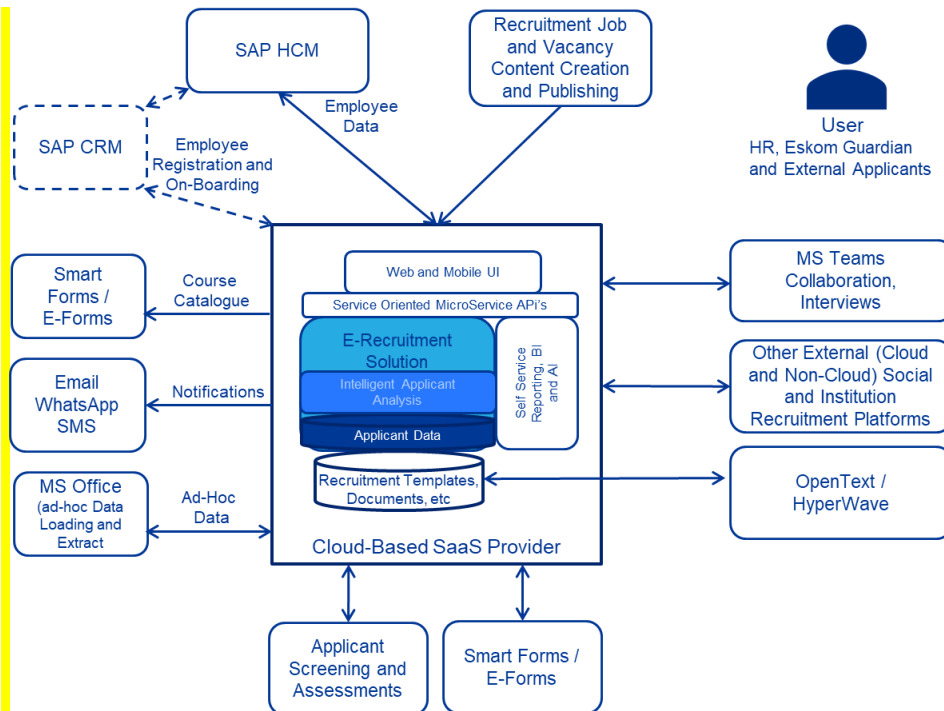 SAP HCM
Recruitment Job
and Vacancy
Content Creation
and Publishing
User
HR, Eskom Guardian
and External Applicants
SAP CRM
Employee
Data
Employee
Registration and
On-Boarding
Smart
Forms /
E-Forms
Course
Catalogue
Email
WhatsApp
SMS
Notifications
MS Office
(ad-hoc Data
Loading and
Extract
Ad-Hoc
Data
Web and Mobile UI
Service Oriented MicroService APi's
E-Recruitment
Solution
Intelligent Applicant
Analysis
Applicant Data
Self Service
Reporting, BI
and AI
Recruitment Templates,
Documents, etc
Cloud-Based SaaS Provider
MS Teams
Collaboration,
Interviews
Other External (Cloud
and Non-Cloud) Social
and Institution
Recruitment Platforms
OpenText /
HyperWave
Applicant
Screening and
Assessments
Smart Forms /
E-Forms